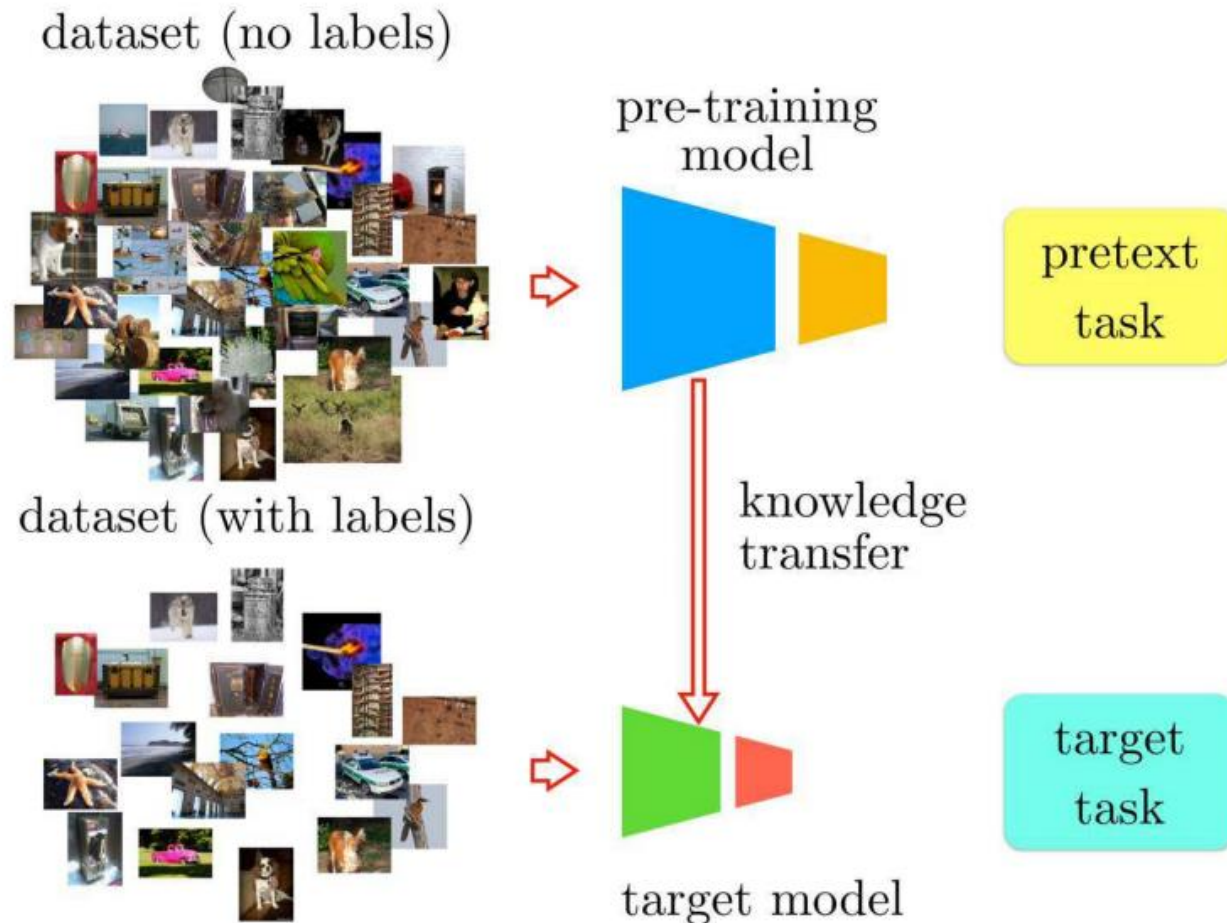 dataset (no labels)
pre-training
model
pretext
task
dataset (with labels)
knowledge
transfer
target
task
target model